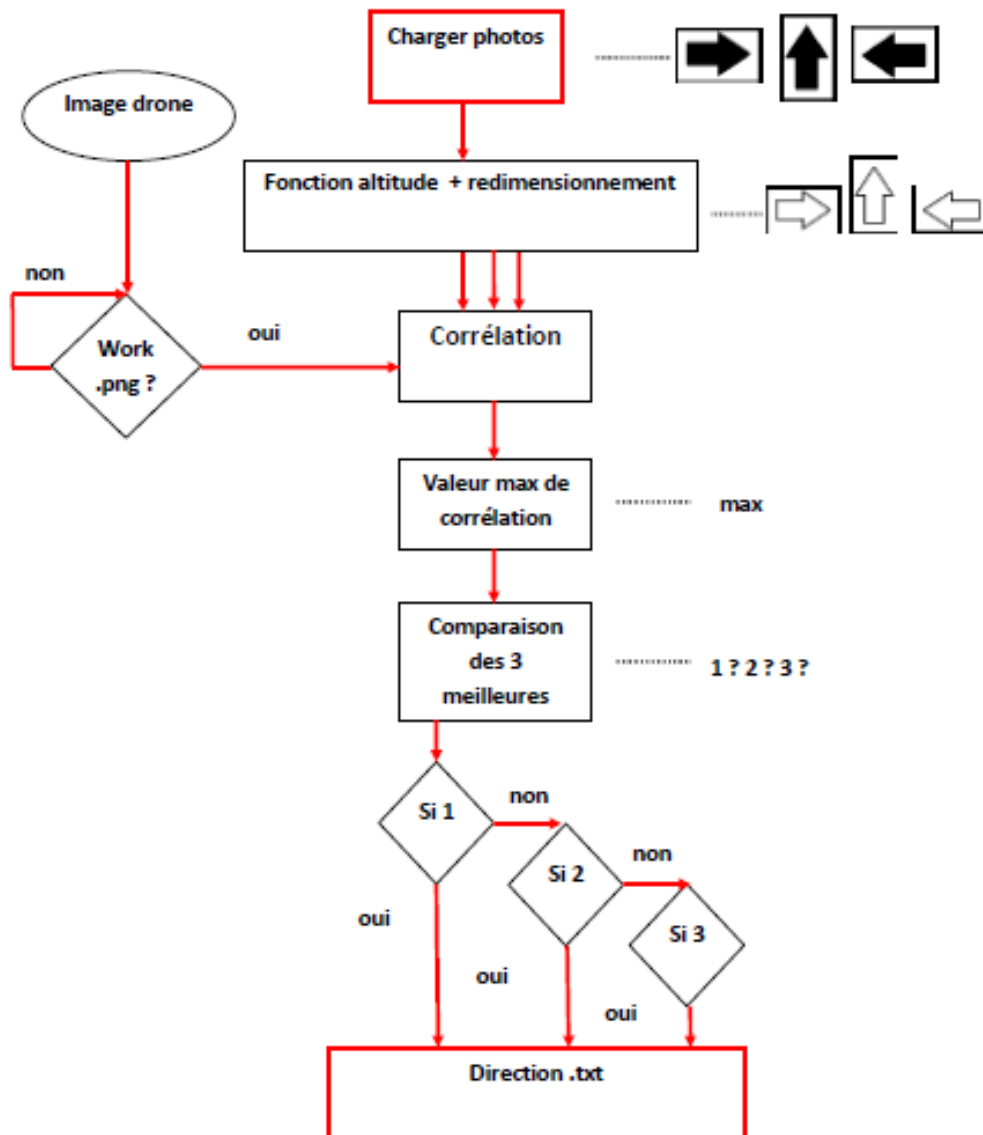 Charger photos
Image drone
Fonction altitude + redimensionnement
non
oui
Work
.png ?
Corrélation
Valeur max de
corrélation
max
Comparaison
des 3
meilleures
1 ? 2 ? 3 ?
Si 1
non
Si 2
non
Si 3
oui
oui
oui
Direction .txt